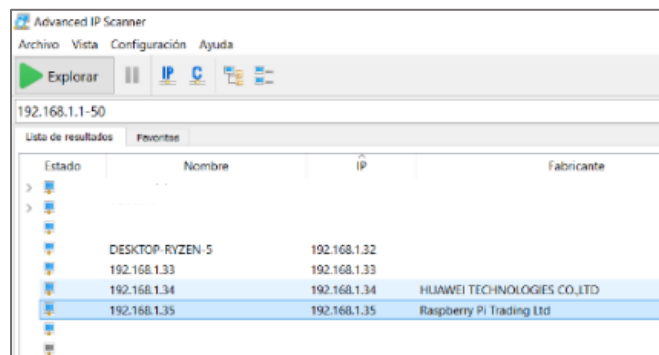 Advanced IP Scanner
Archivo Vista Configuración Ayuda
Explorar IP C
192.168.1.1-50
Lista de resultados Favoritos
Estado Nombre IP Fabricante
DESKTOP-RYZEN-5 192.168.1.32
192.168.1.33 192.168.1.33
192.168.1.34 192.168.1.34 HUAWEI TECHNOLOGIES CO.,LTD
192.168.1.35 192.168.1.35 Raspberry Pi Trading Ltd